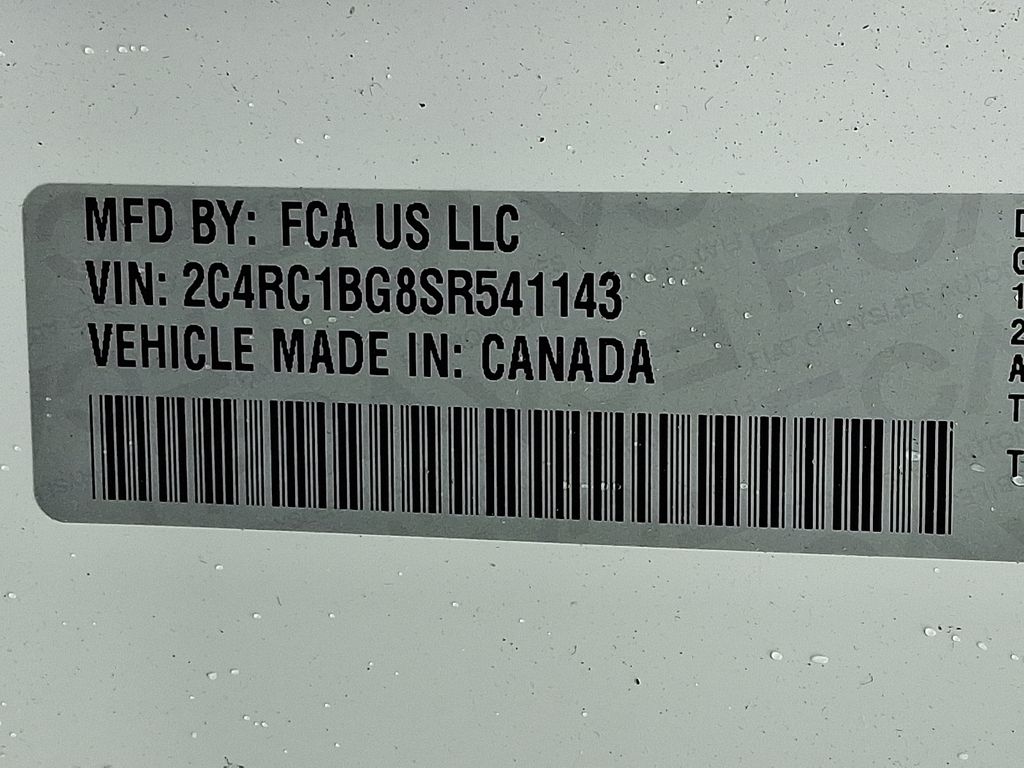 MFD BY: FCA US LLC
VIN: 2C4RC1BG8SR541143
VEHICLE MADE IN: CANADA